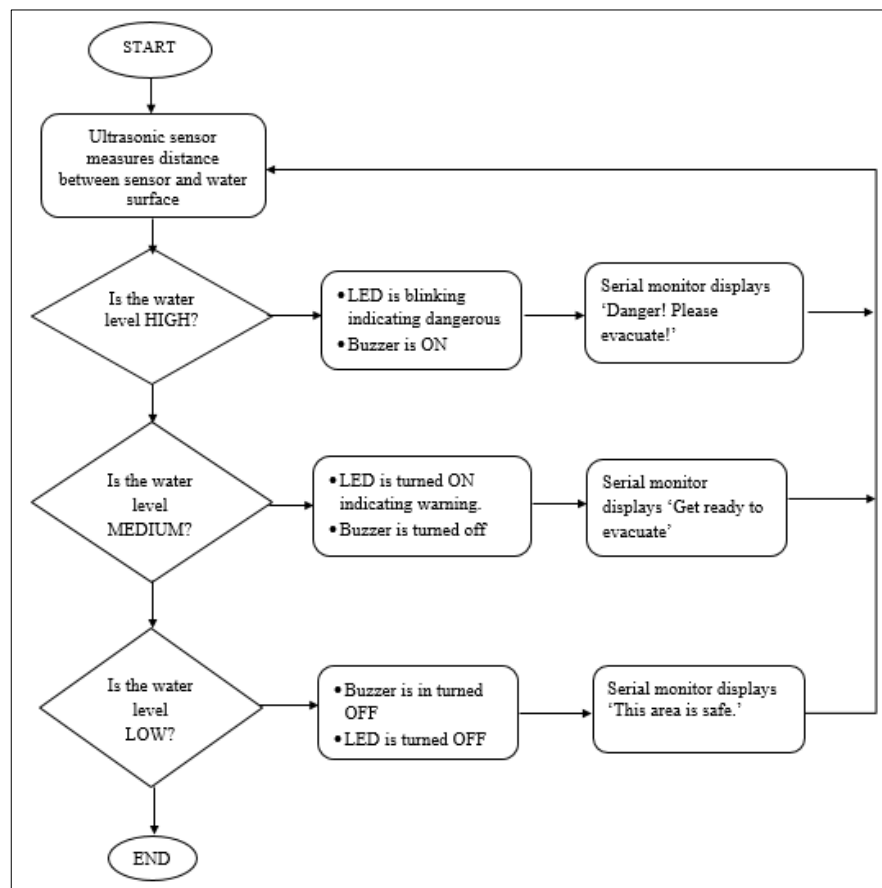 START
Ultrasonic sensor
measures distance
between sensor and water
surface
Is the water
level HIGH?
• LED is blinking
indicating dangerous
• Buzzer is ON
Serial monitor displays
‘Danger! Please
evacuate!’
Is the water
level
MEDIUM?
• LED is turned ON
indicating warning.
• Buzzer is turned off
Serial monitor
displays ‘Get ready to
evacuate’
Is the water
level
LOW?
• Buzzer is in turned
OFF
• LED is turned OFF
Serial monitor displays
‘This area is safe.’
END